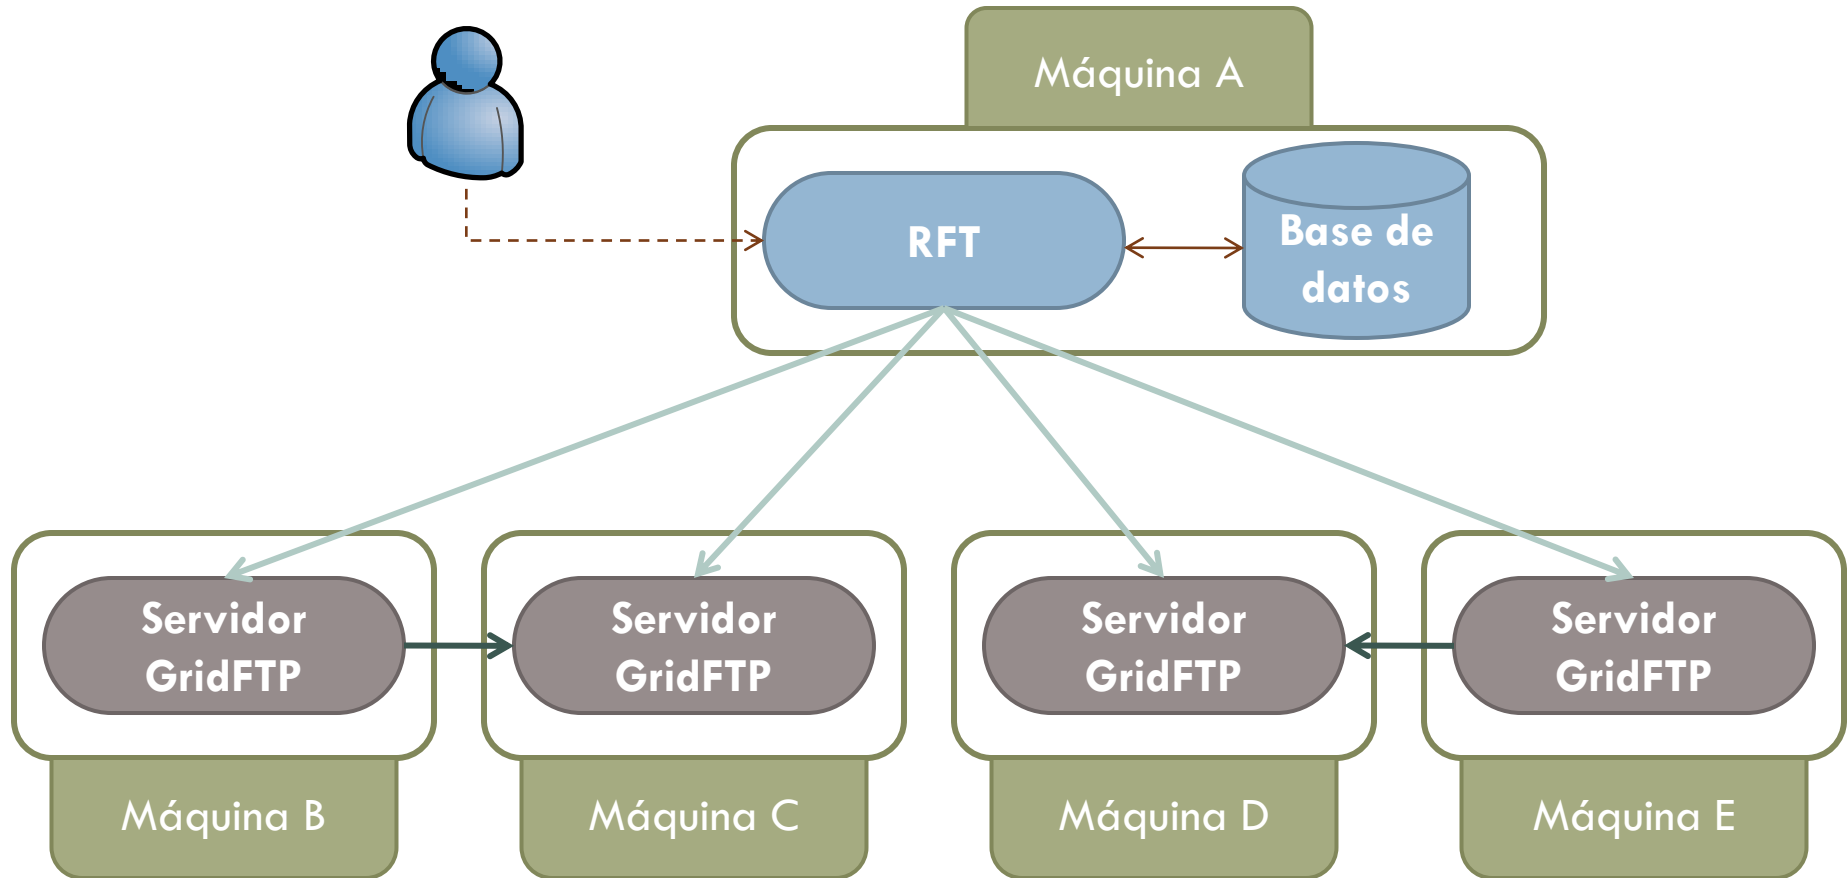 Máquina A
RFT
Base de
datos
Servidor
GridFTP
Servidor
GridFTP
Servidor
GridFTP
Servidor
GridFTP
Máquina B
Máquina C
Máquina D
Máquina E